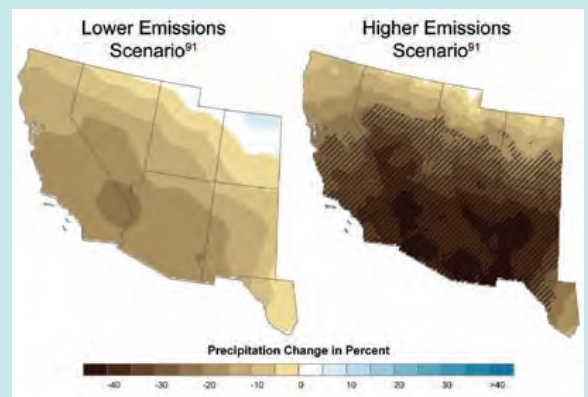 Lower Emissions
Scenario91
Higher Emissions
Scenario91
Precipitation Change in Percent
-40 -30 -20 -10 0 10 20 30 >40